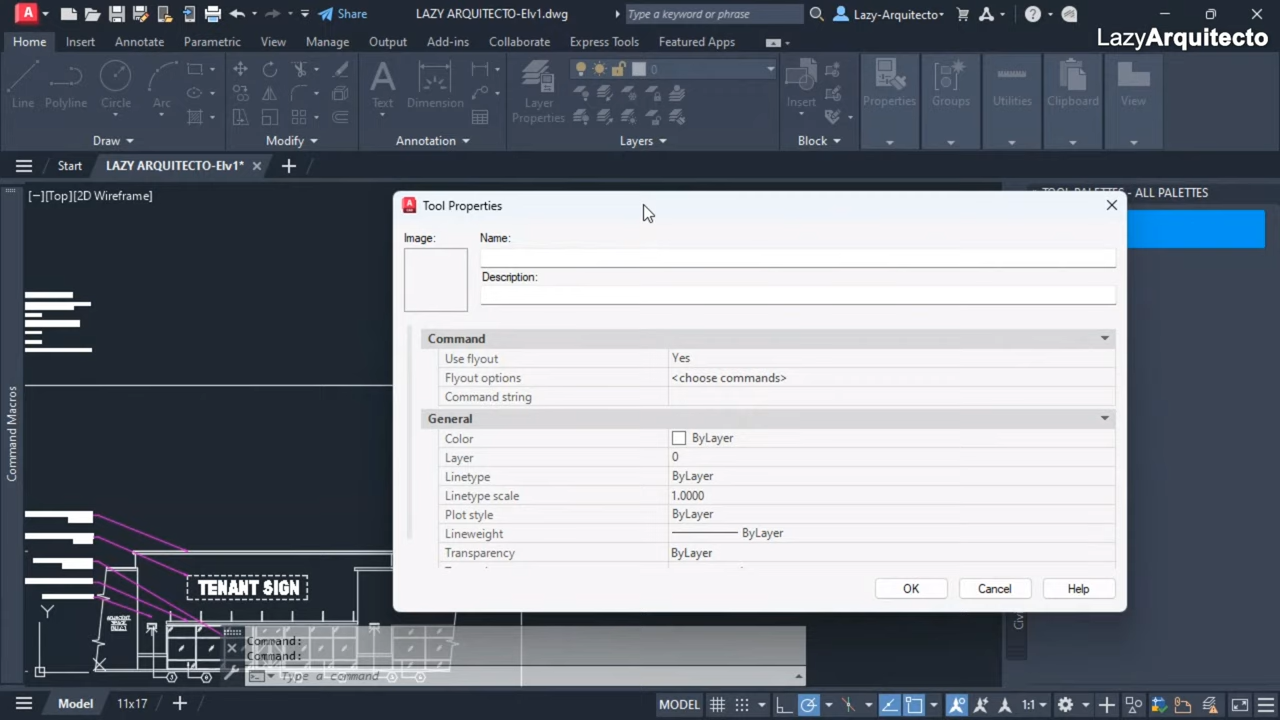 Share
LAZY ARQUITECTO-Elv1.dwg
Type a keyword or phrase
Lazy-Arquitecto
LazyArquitecto
Home Insert Annotate Parametric View Manage Output Add-ins Collaborate Express Tools Featured Apps
0
Line Polyline Circle Arc
Text Dimension
Layer Properties
Insert
Properties Groups Utilities Clipboard View
Draw Modify Annotation Layers Block
Start LAZY ARQUITECTO-Elv1*
[−][Top][2D Wireframe]
TOOL PALETTES - ALL PALETTES
Tool Properties
Image: Name:
Description:
Command
Use flyout Yes
Flyout options <choose commands>
Command string
General
Color ByLayer
Layer 0
Linetype ByLayer
Linetype scale 1.0000
Plot style ByLayer
Lineweight ByLayer
Transparency ByLayer
OK Cancel Help
Command Macros
TENANT SIGN
Y
X
Command:
Command:
Type a command
Model 11x17
MODEL
1:1